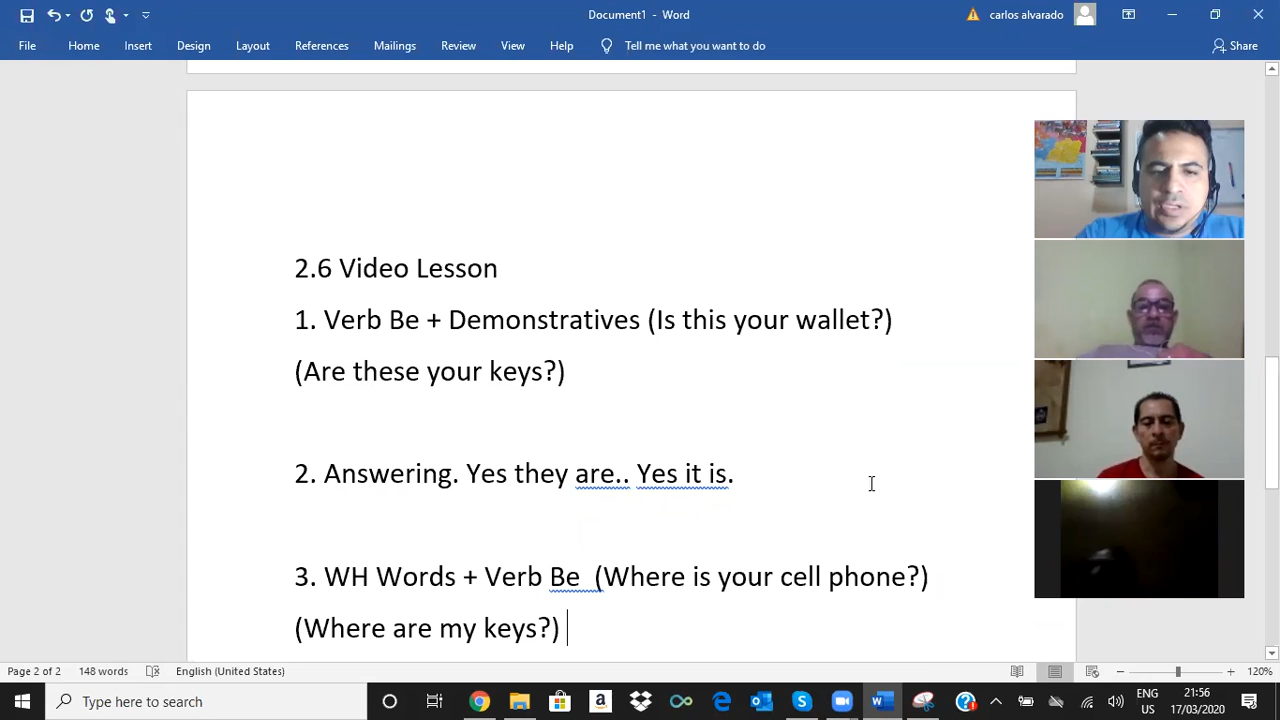 Document1 - Word
carlos alvarado
File Home Insert Design Layout References Mailings Review View Help Tell me what you want to do Share
2.6 Video Lesson
1. Verb Be + Demonstratives (Is this your wallet?)
(Are these your keys?)
2. Answering. Yes they are.. Yes it is.
3. WH Words + Verb Be  (Where is your cell phone?)
(Where are my keys?)
Page 2 of 2 148 words English (United States) 120%
Type here to search
ENG 21:56
US 17/03/2020